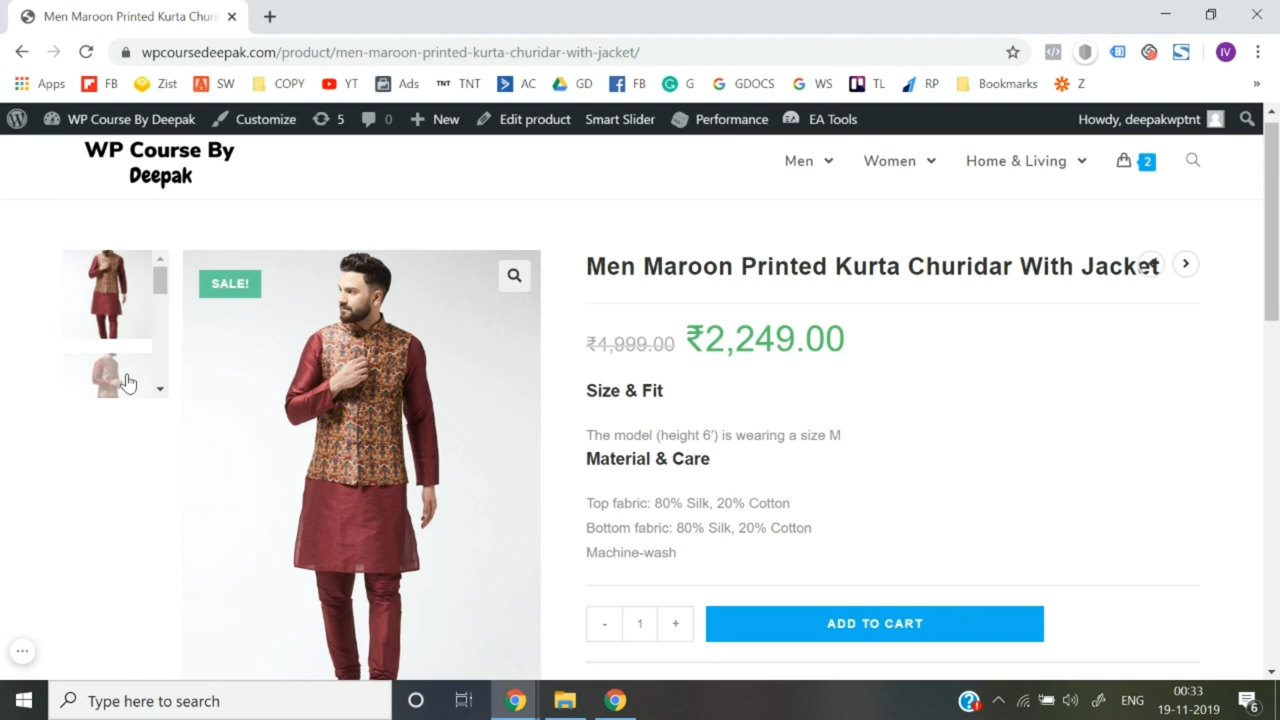 Men Maroon Printed Kurta Churi
wpcoursedeepak.com/product/men-maroon-printed-kurta-churidar-with-jacket/
IV
Apps FB Zist SW COPY YT Ads TNT TNT AC GD FB G GDOCS WS TL RP Bookmarks Z »
WP Course By Deepak Customize 5 0 New Edit product Smart Slider Performance EA Tools Howdy, deepakwptnt
WP Course By
Deepak
Men Women Home & Living 2
SALE!
Men Maroon Printed Kurta Churidar With Jacket
₹4,999.00 ₹2,249.00
Size & Fit
The model (height 6′) is wearing a size M
Material & Care
Top fabric: 80% Silk, 20% Cotton
Bottom fabric: 80% Silk, 20% Cotton
Machine-wash
- 1 + ADD TO CART
Type here to search
ENG
00:33
19-11-2019
6